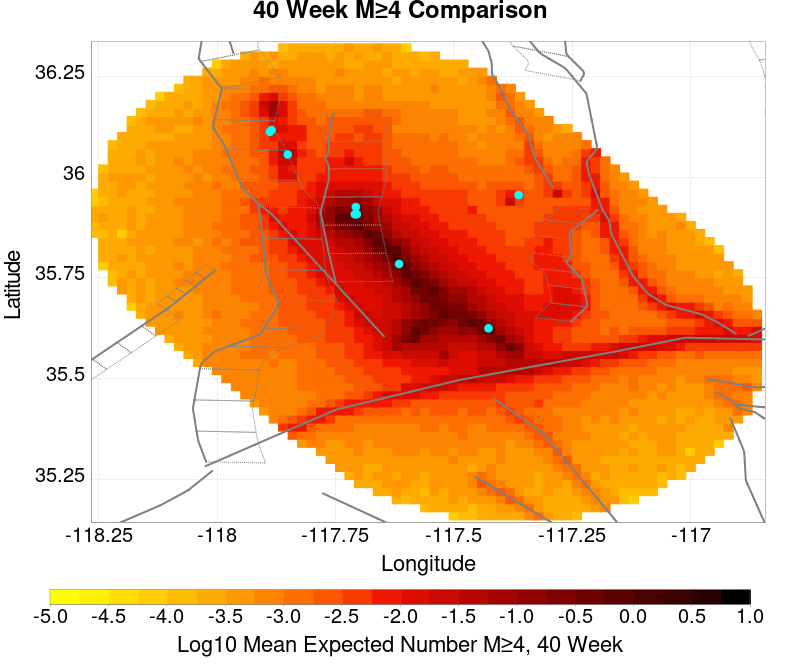 40 Week M≥4 Comparison
36.25
36
35.75
35.5
35.25
Latitude
-118.25 -118 -117.75 -117.5 -117.25 -117
Longitude
-5.0 -4.5 -4.0 -3.5 -3.0 -2.5 -2.0 -1.5 -1.0 -0.5 0.0 0.5 1.0
Log10 Mean Expected Number M≥4, 40 Week